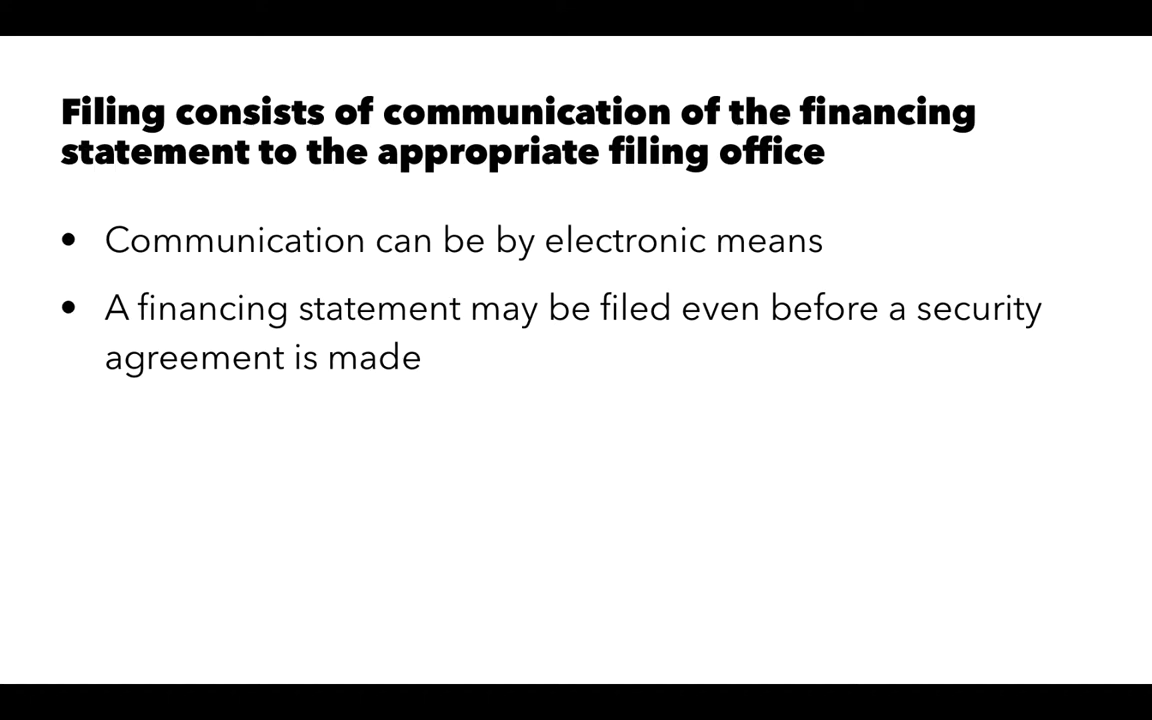 Filing consists of communication of the financing
statement to the appropriate filing office
• Communication can be by electronic means
• A financing statement may be filed even before a security
agreement is made